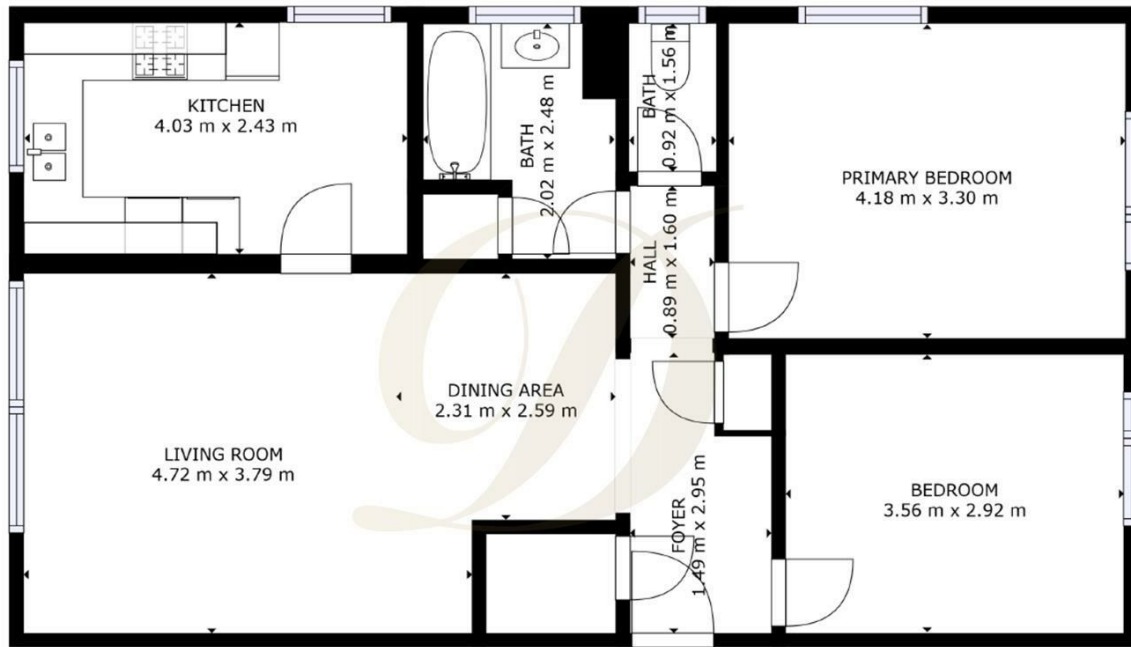 KITCHEN
4.03 m x 2.43 m
BATH
2.02 m x 2.48 m
BATH
0.92 m x 1.56 m
PRIMARY BEDROOM
4.18 m x 3.30 m
HALL
0.89 m x 1.60 m
DINING AREA
2.31 m x 2.59 m
LIVING ROOM
4.72 m x 3.79 m
FOYER
1.49 m x 2.95 m
BEDROOM
3.56 m x 2.92 m
D